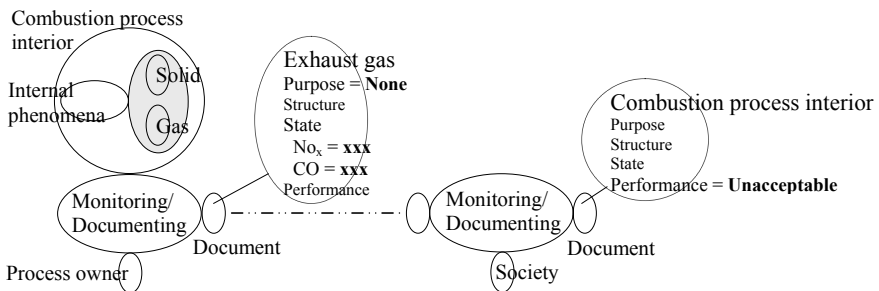 Combustion process
interior
Solid
Internal
phenomena
Gas
Exhaust gas
Purpose = None
Structure
State
Noₓ = xxx
CO = xxx
Performance
Combustion process interior
Purpose
Structure
State
Performance = Unacceptable
Monitoring/
Documenting
Document
Process owner
Monitoring/
Documenting
Document
Society